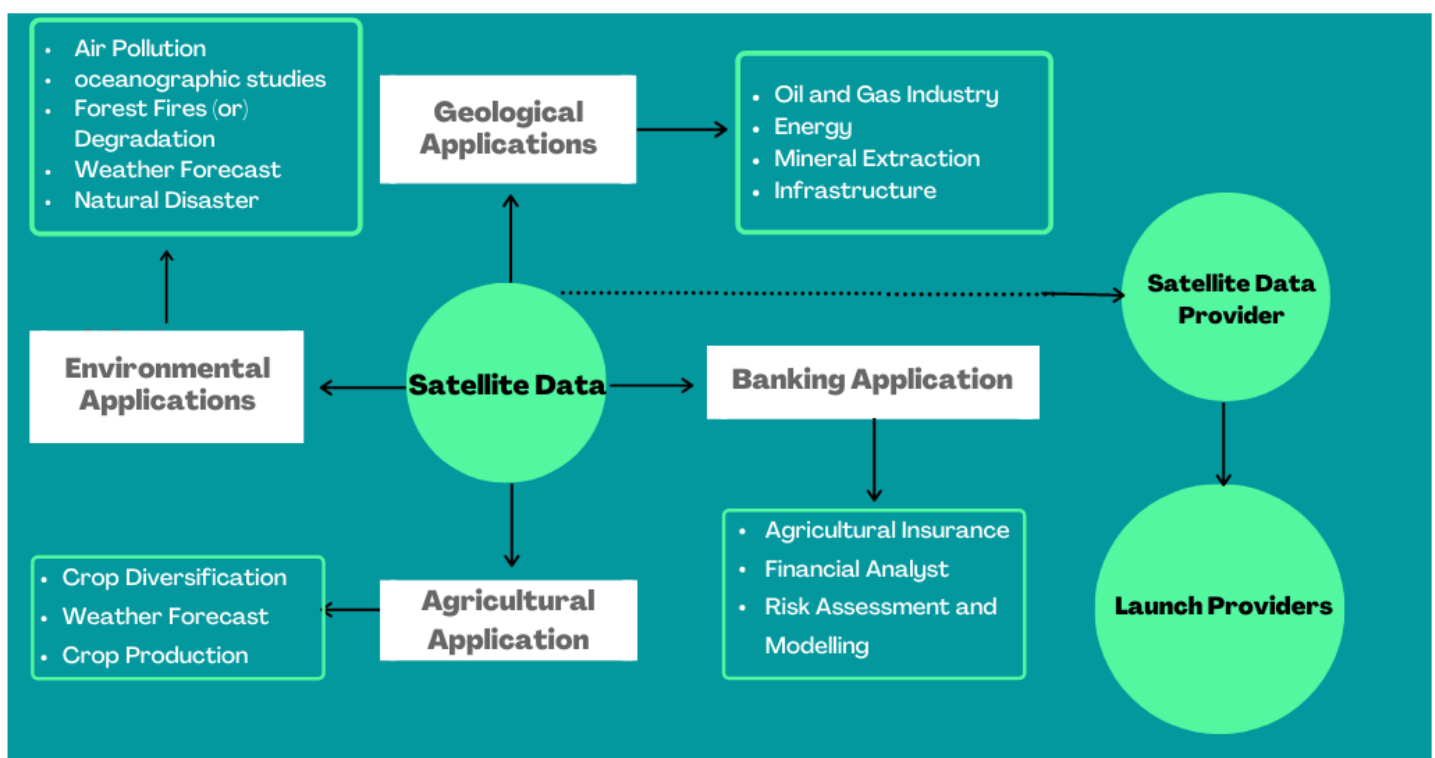 • Air Pollution
• oceanographic studies
• Forest Fires (or)
Degradation
• Weather Forecast
• Natural Disaster
Geological
Applications
• Oil and Gas Industry
• Energy
• Mineral Extraction
• Infrastructure
Satellite Data
Provider
Environmental
Applications
Satellite Data
Banking Application
• Agricultural Insurance
• Financial Analyst
• Risk Assessment and
Modelling
• Crop Diversification
• Weather Forecast
• Crop Production
Agricultural
Application
Launch Providers